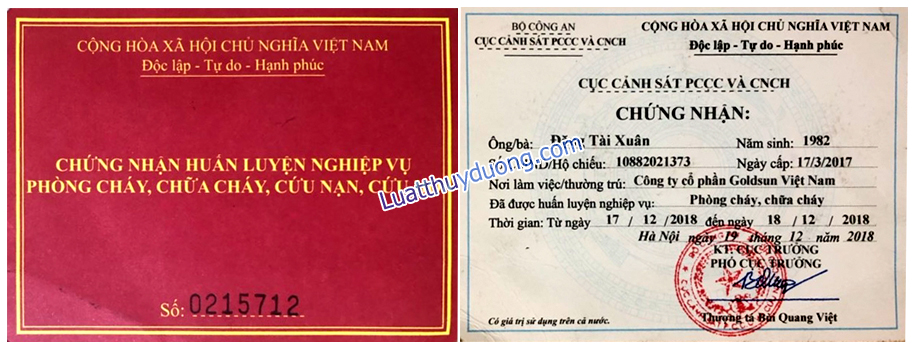 CỘNG HÒA XÃ HỘI CHỦ NGHĨA VIỆT NAM
Độc lập - Tự do - Hạnh phúc
CHỨNG NHẬN HUẤN LUYỆN NGHIỆP VỤ
PHÒNG CHÁY, CHỮA CHÁY, CỨU NẠN, CỨU
Số: 0215712
BỘ CÔNG AN
CỤC CẢNH SÁT PCCC VÀ CNCH
CỘNG HÒA XÃ HỘI CHỦ NGHĨA VIỆT NAM
Độc lập - Tự do - Hạnh phúc
CỤC CẢNH SÁT PCCC VÀ CNCH
CHỨNG NHẬN:
Ông/bà: Tài Xuân Năm sinh: 1982
/Hộ chiếu: 10882021373 Ngày cấp: 17/3/2017
Nơi làm việc/thường trú: Công ty cổ phần Goldsun Việt Nam
Đã được huấn luyện nghiệp vụ: Phòng cháy, chữa cháy
Thời gian: Từ ngày 17 / 12 / 2018 đến ngày 18 / 12 / 2018
Hà Nội ngày 19 tháng 12 năm 2018
KT. CỤC TRƯỞNG
PHÓ CỤC TRƯỞNG
Có giá trị sử dụng trên cả nước.
Thượng tá Bùi Quang Việt
Luatthuyduong.com